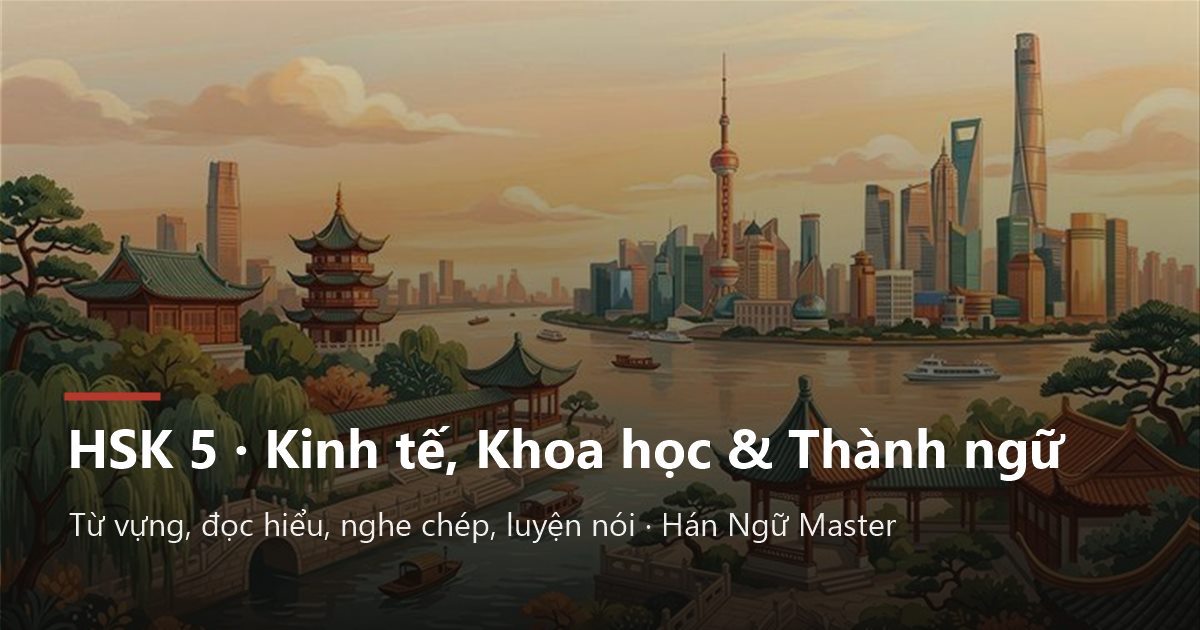 HSK 5 · Kinh tế, Khoa học & Thành ngữ
Từ vựng, đọc hiểu, nghe chép, luyện nói · Hán Ngữ Master